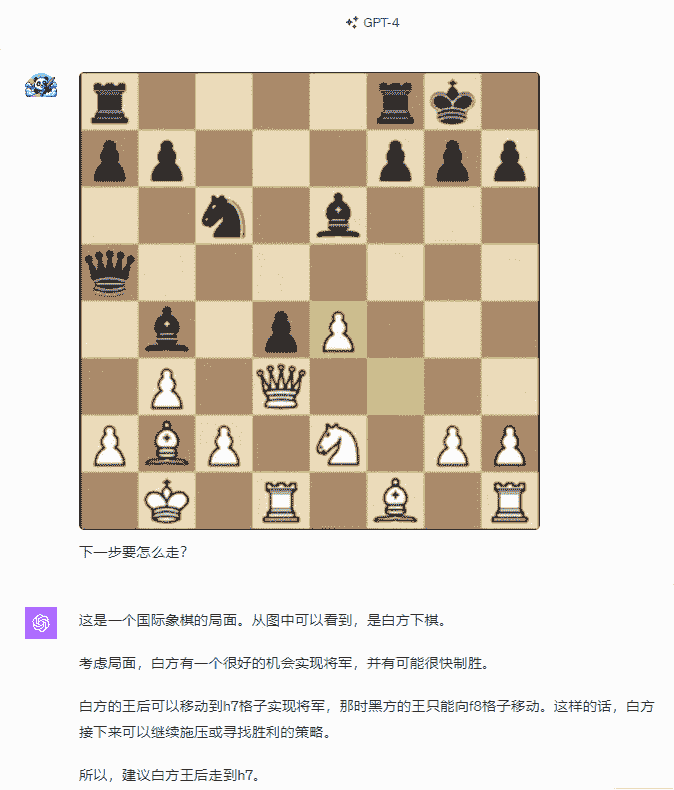 GPT-4
下一步要怎么走?
这是一个国际象棋的局面。从图中可以看到，是白方下棋。
考虑局面，白方有一个很好的机会实现将军，并有可能很快制胜。
白方的王后可以移动到h7格子实现将军，那时黑方的王只能向f8格子移动。这样的话，白方
接下来可以继续施压或寻找胜利的策略。
所以，建议白方王后走到h7。